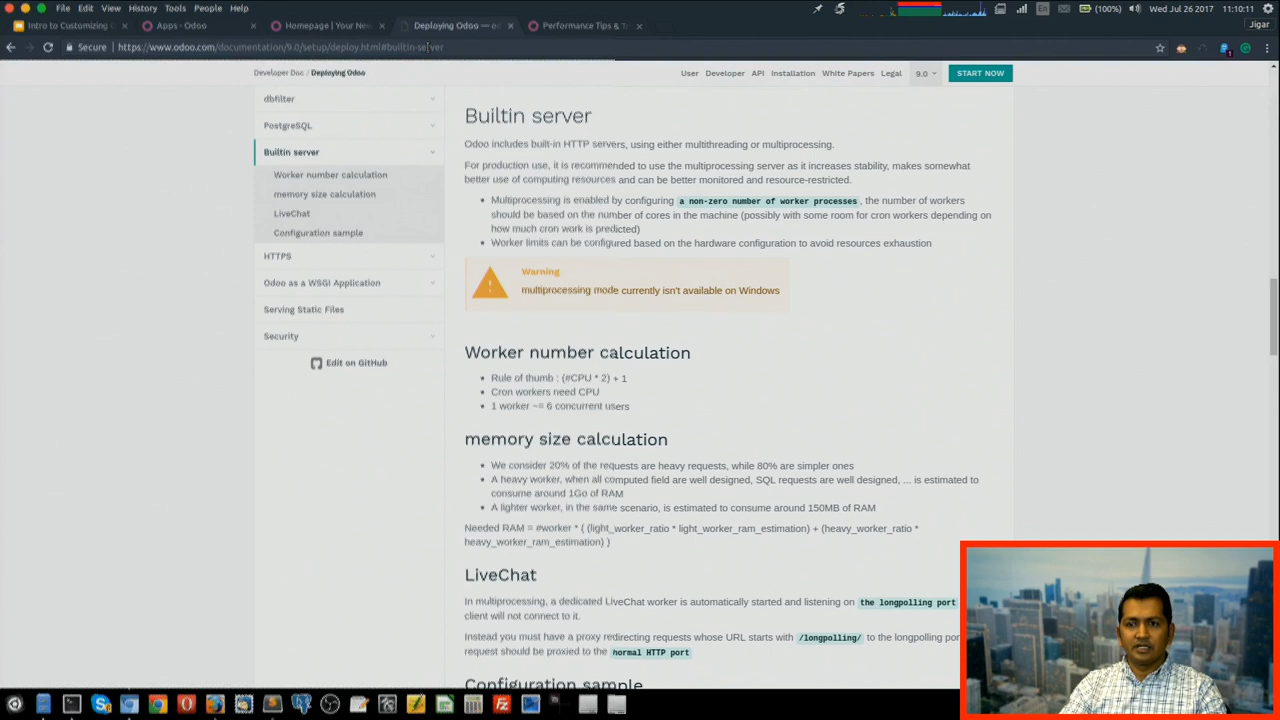 File Edit View History Tools People Help
En (100%) Wed Jul 26 2017 10:10:11
Intro to Customizing O
Apps - Odoo
Homepage | Your New
Deploying Odoo — o
Performance Tips & T
Jigar
Secure https://www.odoo.com/documentation/9.0/setup/deploy.html#builtin-server
Developer Doc / Deploying Odoo
User Developer API Installation White Papers Legal 9.0 START NOW
dbfilter
PostgreSQL
Builtin server
Worker number calculation
memory size calculation
LiveChat
Configuration sample
HTTPS
Odoo as a WSGI Application
Serving Static Files
Security
Edit on GitHub
Builtin server
Odoo includes built-in HTTP servers, using either multithreading or multiprocessing.
For production use, it is recommended to use the multiprocessing server as it increases stability, makes somewhat
better use of computing resources and can be better monitored and resource-restricted.
• Multiprocessing is enabled by configuring a non-zero number of worker processes, the number of workers
should be based on the number of cores in the machine (possibly with some room for cron workers depending on
how much cron work is predicted)
• Worker limits can be configured based on the hardware configuration to avoid resources exhaustion
Warning
multiprocessing mode currently isn't available on Windows
Worker number calculation
• Rule of thumb : (#CPU * 2) + 1
• Cron workers need CPU
• 1 worker ~= 6 concurrent users
memory size calculation
• We consider 20% of the requests are heavy requests, while 80% are simpler ones
• A heavy worker, when all computed field are well designed, SQL requests are well designed, ... is estimated to
consume around 1Go of RAM
• A lighter worker, in the same scenario, is estimated to consume around 150MB of RAM
Needed RAM = #worker * ( (light_worker_ratio * light_worker_ram_estimation) + (heavy_worker_ratio *
heavy_worker_ram_estimation) )
LiveChat
In multiprocessing, a dedicated LiveChat worker is automatically started and listening on the longpolling port
client will not connect to it.
Instead you must have a proxy redirecting requests whose URL starts with /longpolling/ to the longpolling por
request should be proxied to the normal HTTP port
Configuration sample